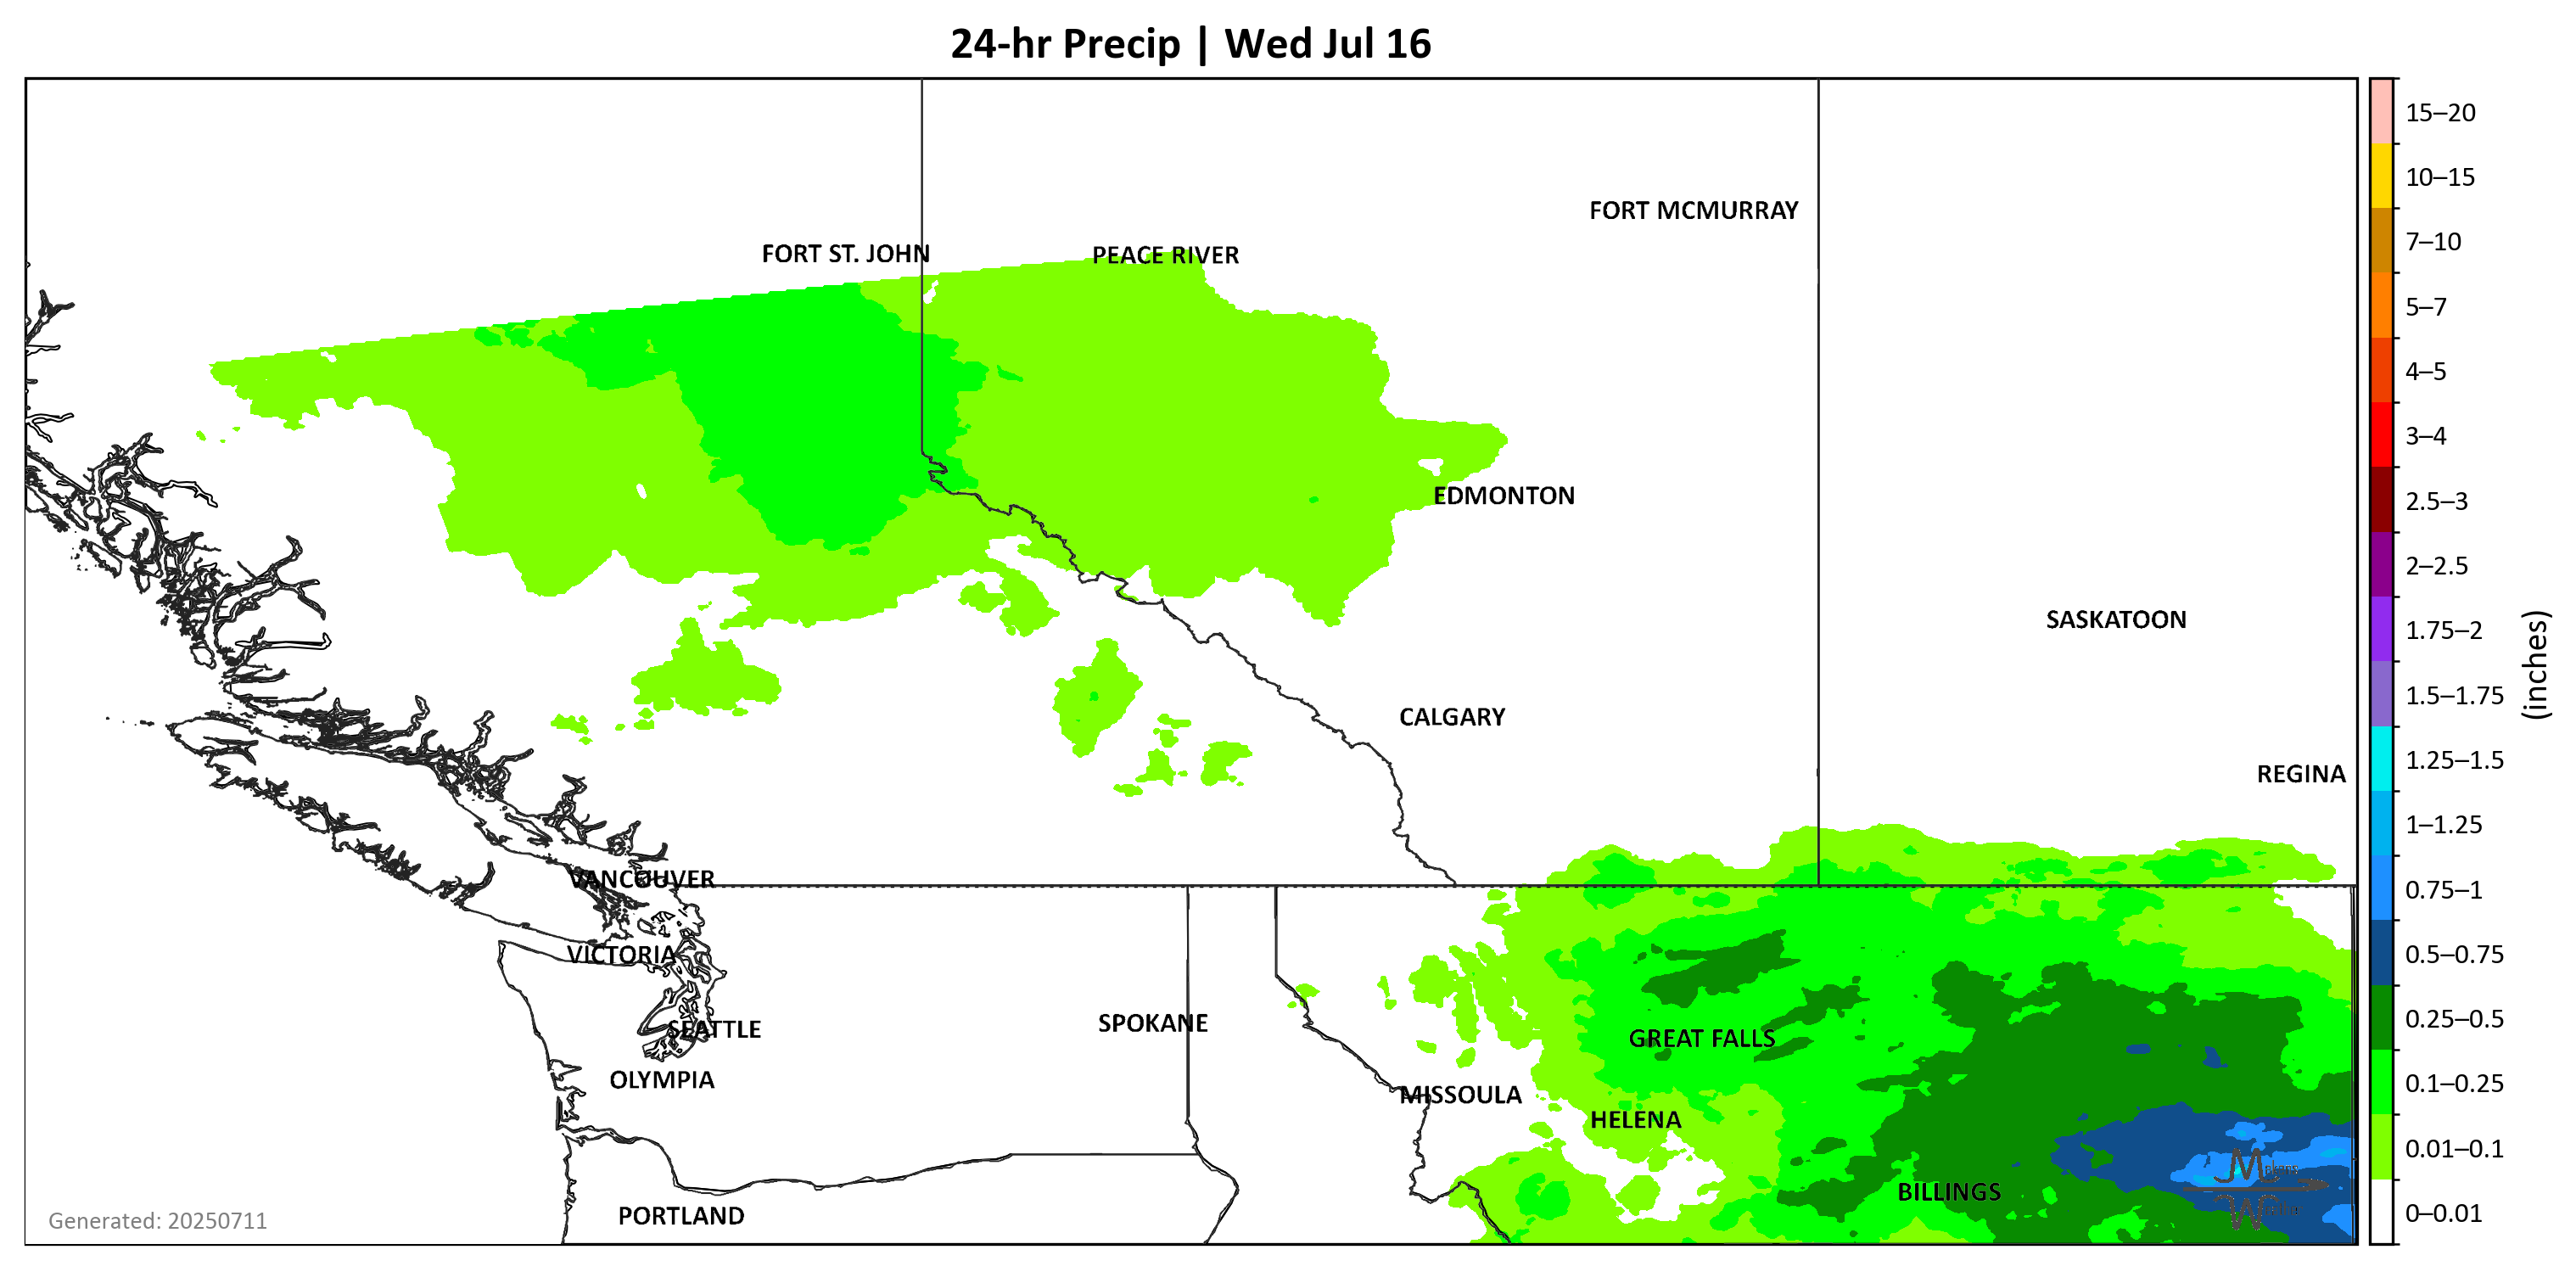 24-hr Precip | Wed Jul 16
FORT MCMURRAY
FORT ST. JOHN
PEACE RIVER
EDMONTON
SASKATOON
CALGARY
REGINA
VANCOUVER
VICTORIA
SPOKANE
SEATTLE
GREAT FALLS
OLYMPIA
MISSOULA
HELENA
BILLINGS
PORTLAND
Generated: 20250711
15–20
10–15
7–10
5–7
4–5
3–4
2.5–3
2–2.5
1.75–2
1.5–1.75
1.25–1.5
1–1.25
0.75–1
0.5–0.75
0.25–0.5
0.1–0.25
0.01–0.1
0–0.01
(inches)